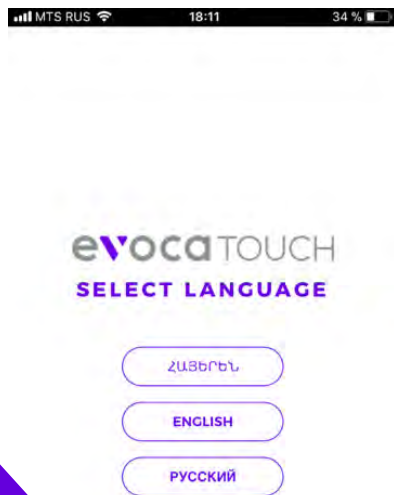 MTS RUS 18:11 34 %
evocaTOUCH
SELECT LANGUAGE
ՀԱՅԵՐԵՆ
ENGLISH
РУССКИЙ